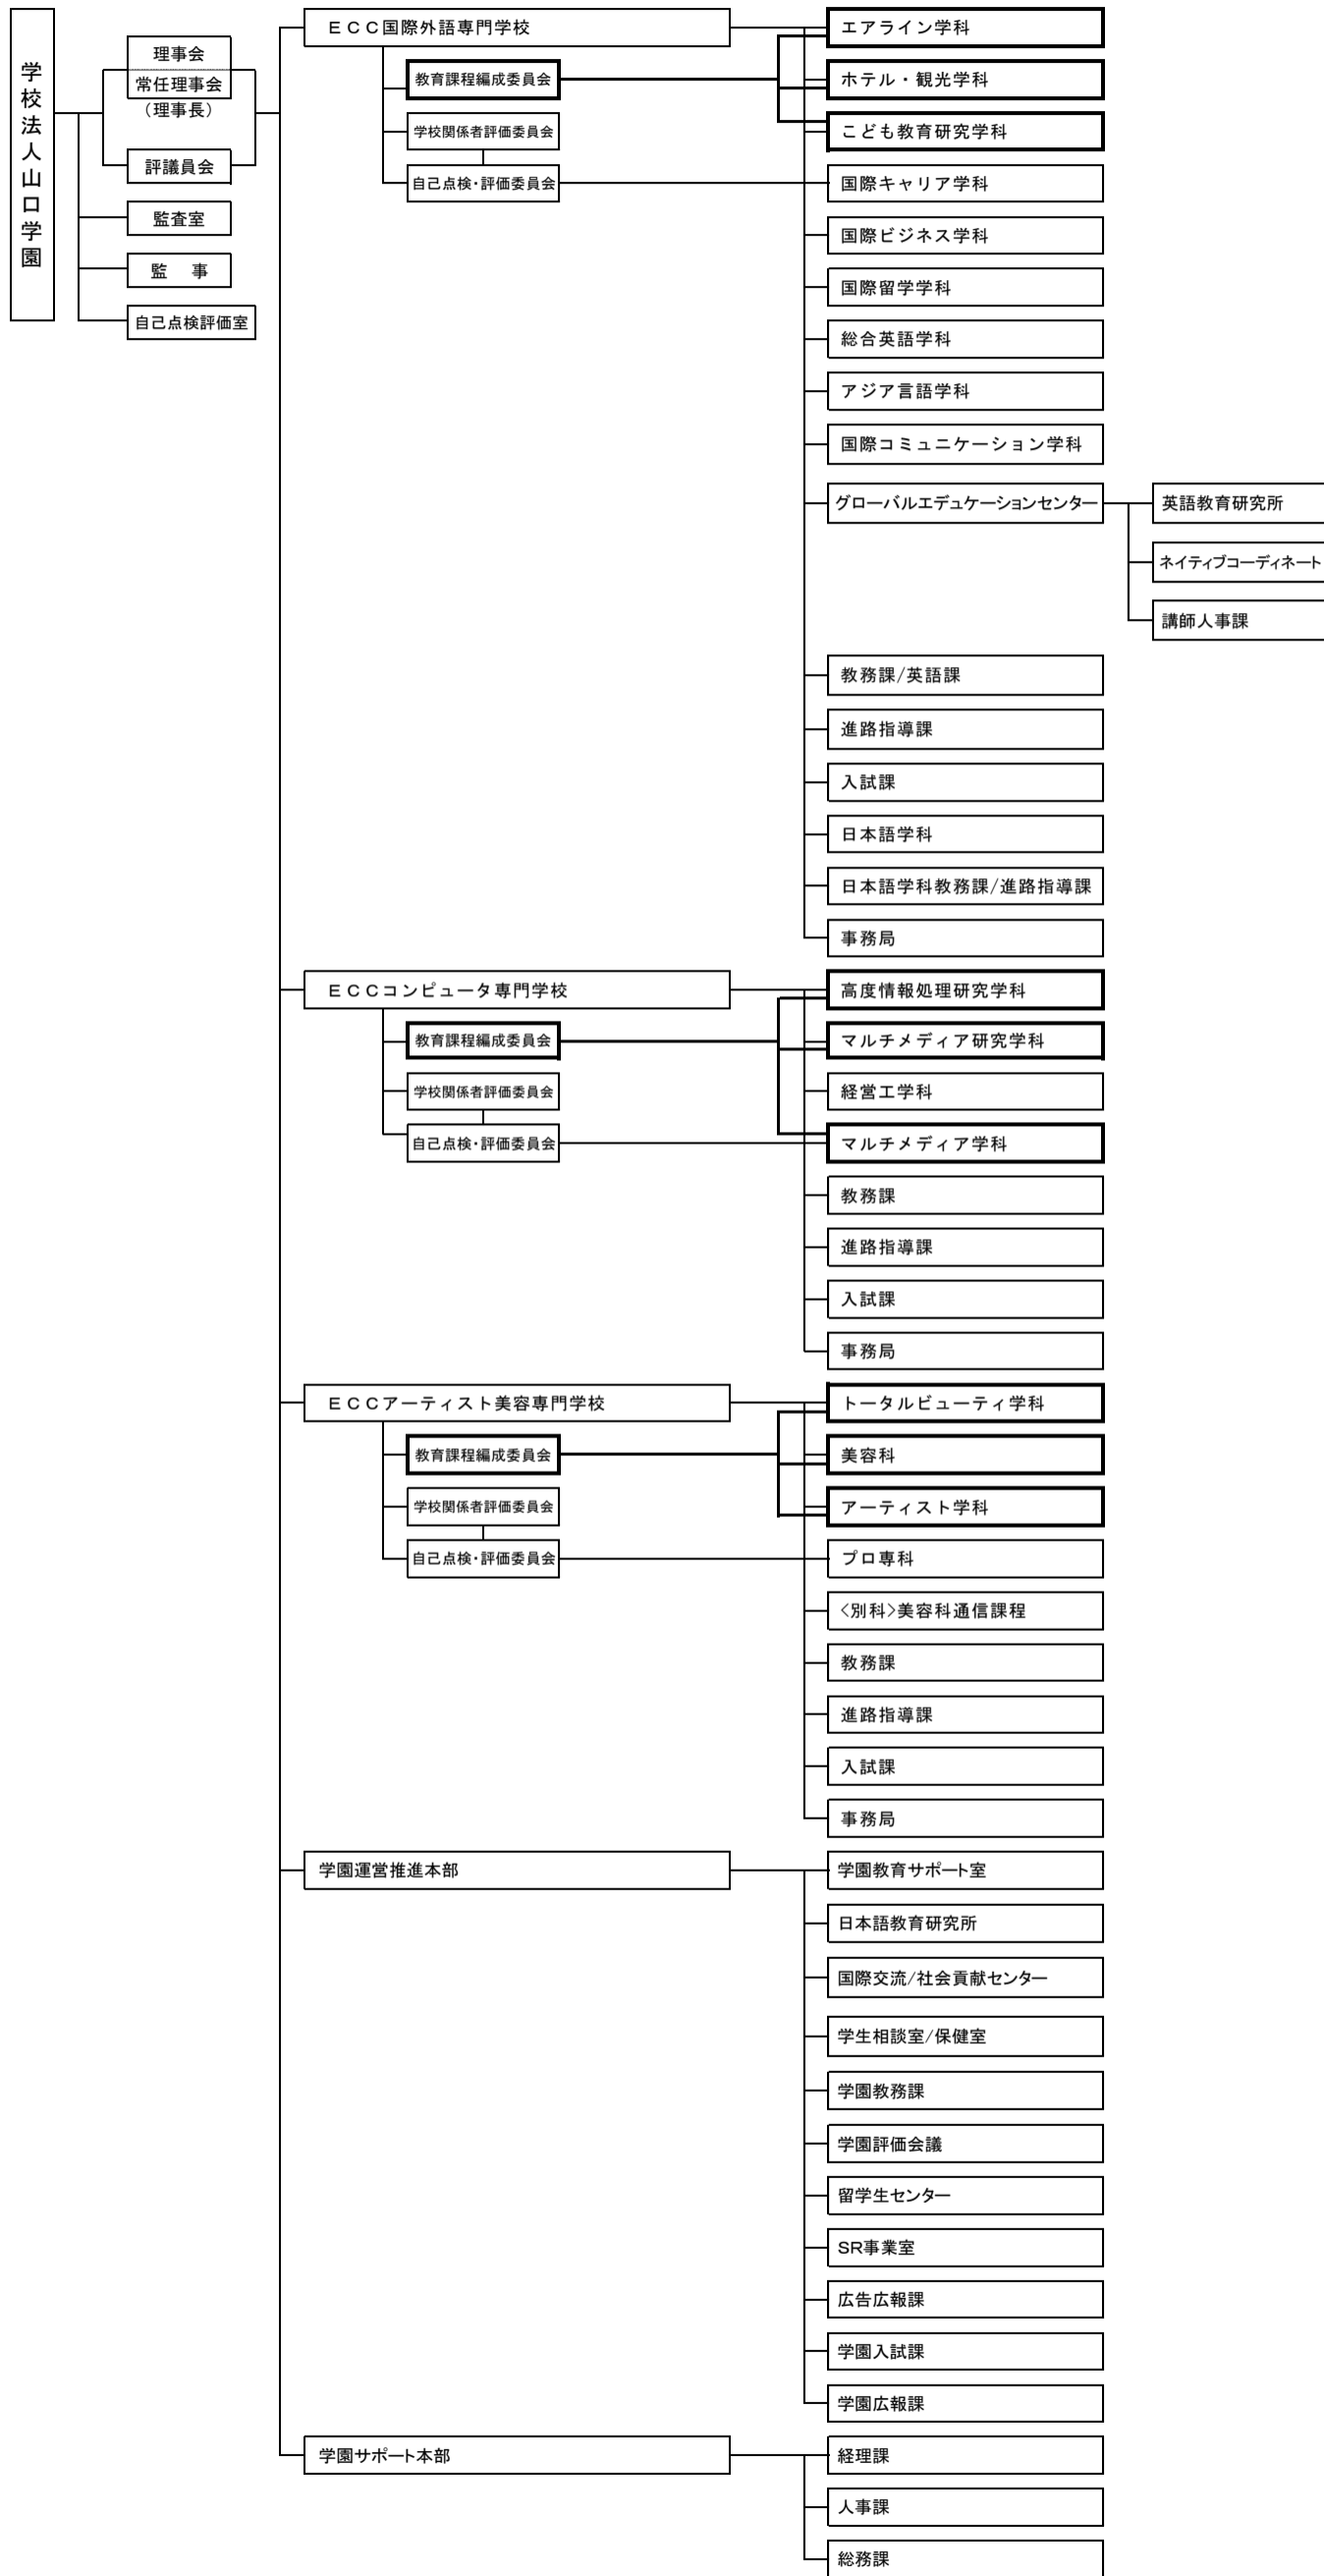 学校法人山口学園
理事会
常任理事会
（理事長）
評議員会
監査室
監　事
自己点検評価室
ＥＣＣ国際外語専門学校
教育課程編成委員会
学校関係者評価委員会
自己点検・評価委員会
エアライン学科
ホテル・観光学科
こども教育研究学科
国際キャリア学科
国際ビジネス学科
国際留学学科
総合英語学科
アジア言語学科
国際コミュニケーション学科
グローバルエデュケーションセンター
英語教育研究所
ネイティブコーディネート
講師人事課
教務課/英語課
進路指導課
入試課
日本語学科
日本語学科教務課/進路指導課
事務局
ＥＣＣコンピュータ専門学校
教育課程編成委員会
学校関係者評価委員会
自己点検・評価委員会
高度情報処理研究学科
マルチメディア研究学科
経営工学科
マルチメディア学科
教務課
進路指導課
入試課
事務局
ＥＣＣアーティスト美容専門学校
教育課程編成委員会
学校関係者評価委員会
自己点検・評価委員会
トータルビューティ学科
美容科
アーティスト学科
プロ専科
<別科>美容科通信課程
教務課
進路指導課
入試課
事務局
学園運営推進本部
学園教育サポート室
日本語教育研究所
国際交流/社会貢献センター
学生相談室/保健室
学園教務課
学園評価会議
留学生センター
SR事業室
広告広報課
学園入試課
学園広報課
学園サポート本部
経理課
人事課
総務課